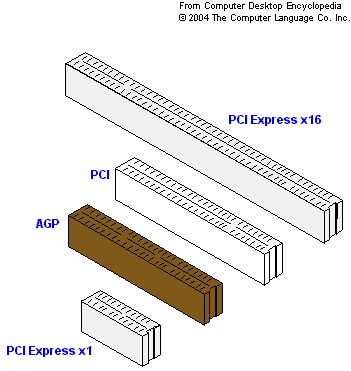 From Computer Desktop Encyclopedia
© 2004 The Computer Language Co. Inc.
PCI Express x16
PCI
AGP
PCI Express x1